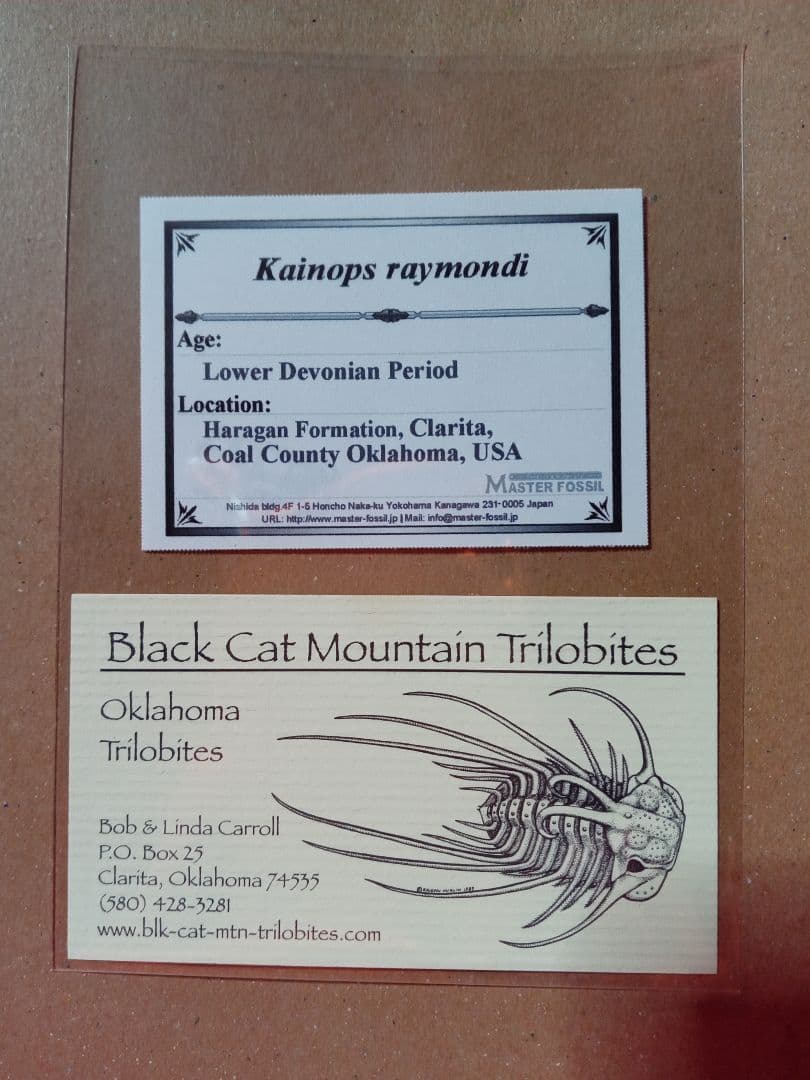 Kainops raymondi
Age:
Lower Devonian Period
Location:
Haragan Formation, Clarita,
Coal County Oklahoma, USA
MASTER FOSSIL
Nishida bldg.4F 1-5 Honcho Naka-ku Yokohama Kanagawa 231-0005 Japan
URL: http://www.master-fossil.jp | Mail: info@master-fossil.jp
Black Cat Mountain Trilobites
Oklahoma
Trilobites
Bob & Linda Carroll
P.O. Box 25
Clarita, Oklahoma 74535
(580) 428-3281
www.blk-cat-mtn-trilobites.com